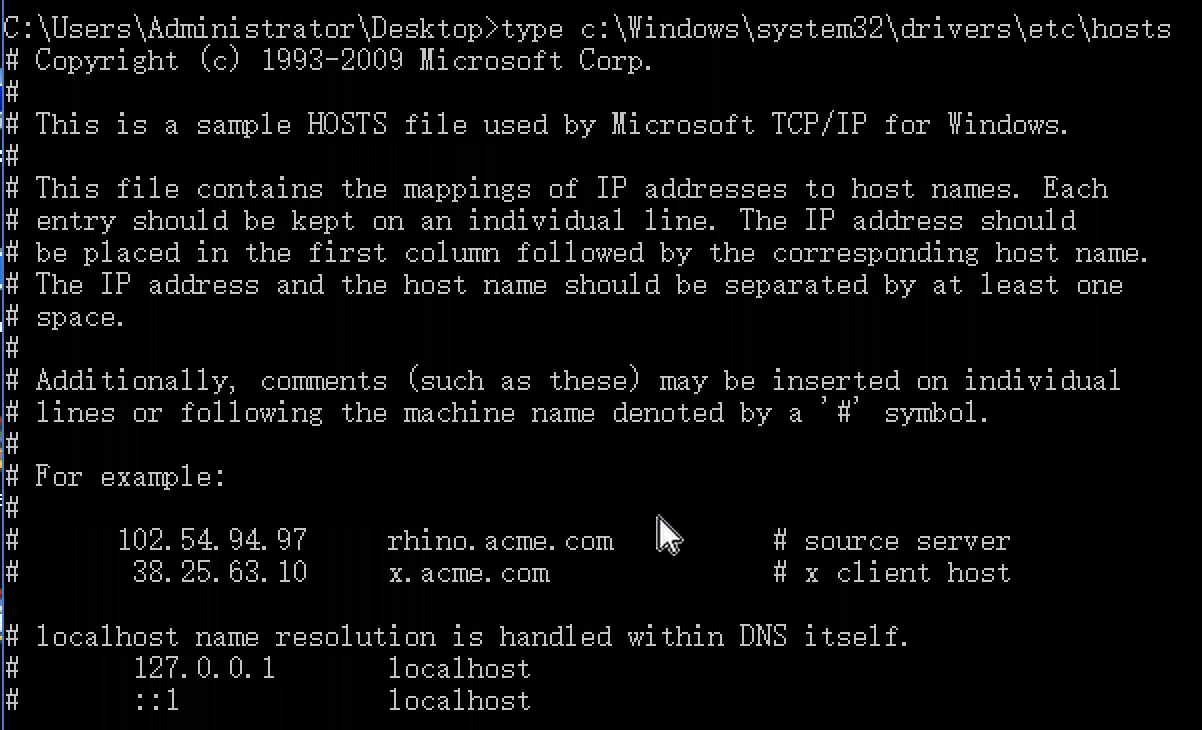 C:\Users\Administrator\Desktop>type c:\Windows\system32\drivers\etc\hosts
# Copyright (c) 1993-2009 Microsoft Corp.
#
# This is a sample HOSTS file used by Microsoft TCP/IP for Windows.
#
# This file contains the mappings of IP addresses to host names. Each
# entry should be kept on an individual line. The IP address should
# be placed in the first column followed by the corresponding host name.
# The IP address and the host name should be separated by at least one
# space.
#
# Additionally, comments (such as these) may be inserted on individual
# lines or following the machine name denoted by a '#' symbol.
#
# For example:
#
#      102.54.94.97     rhino.acme.com          # source server
#       38.25.63.10     x.acme.com              # x client host

# localhost name resolution is handled within DNS itself.
#       127.0.0.1       localhost
#       ::1             localhost